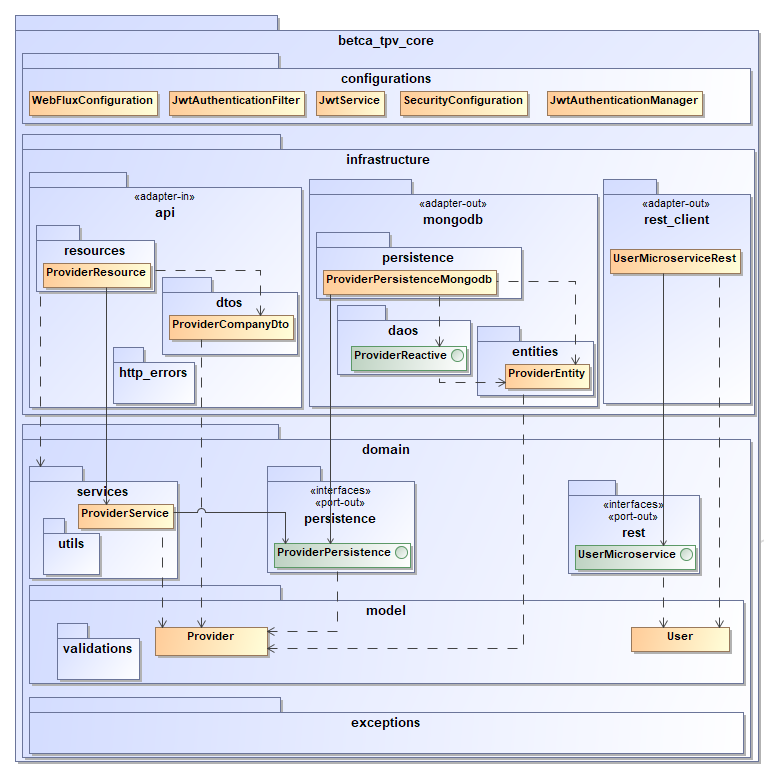 betca_tpv_core
configurations
WebFluxConfiguration
JwtAuthenticationFilter
JwtService
SecurityConfiguration
JwtAuthenticationManager
infrastructure
«adapter-in»
api
resources
ProviderResource
dtos
ProviderCompanyDto
http_errors
«adapter-out»
mongodb
persistence
ProviderPersistenceMongodb
daos
ProviderReactive
entities
ProviderEntity
«adapter-out»
rest_client
UserMicroserviceRest
domain
services
ProviderService
utils
«interfaces»
«port-out»
persistence
ProviderPersistence
«interfaces»
«port-out»
rest
UserMicroservice
model
validations
Provider
User
exceptions